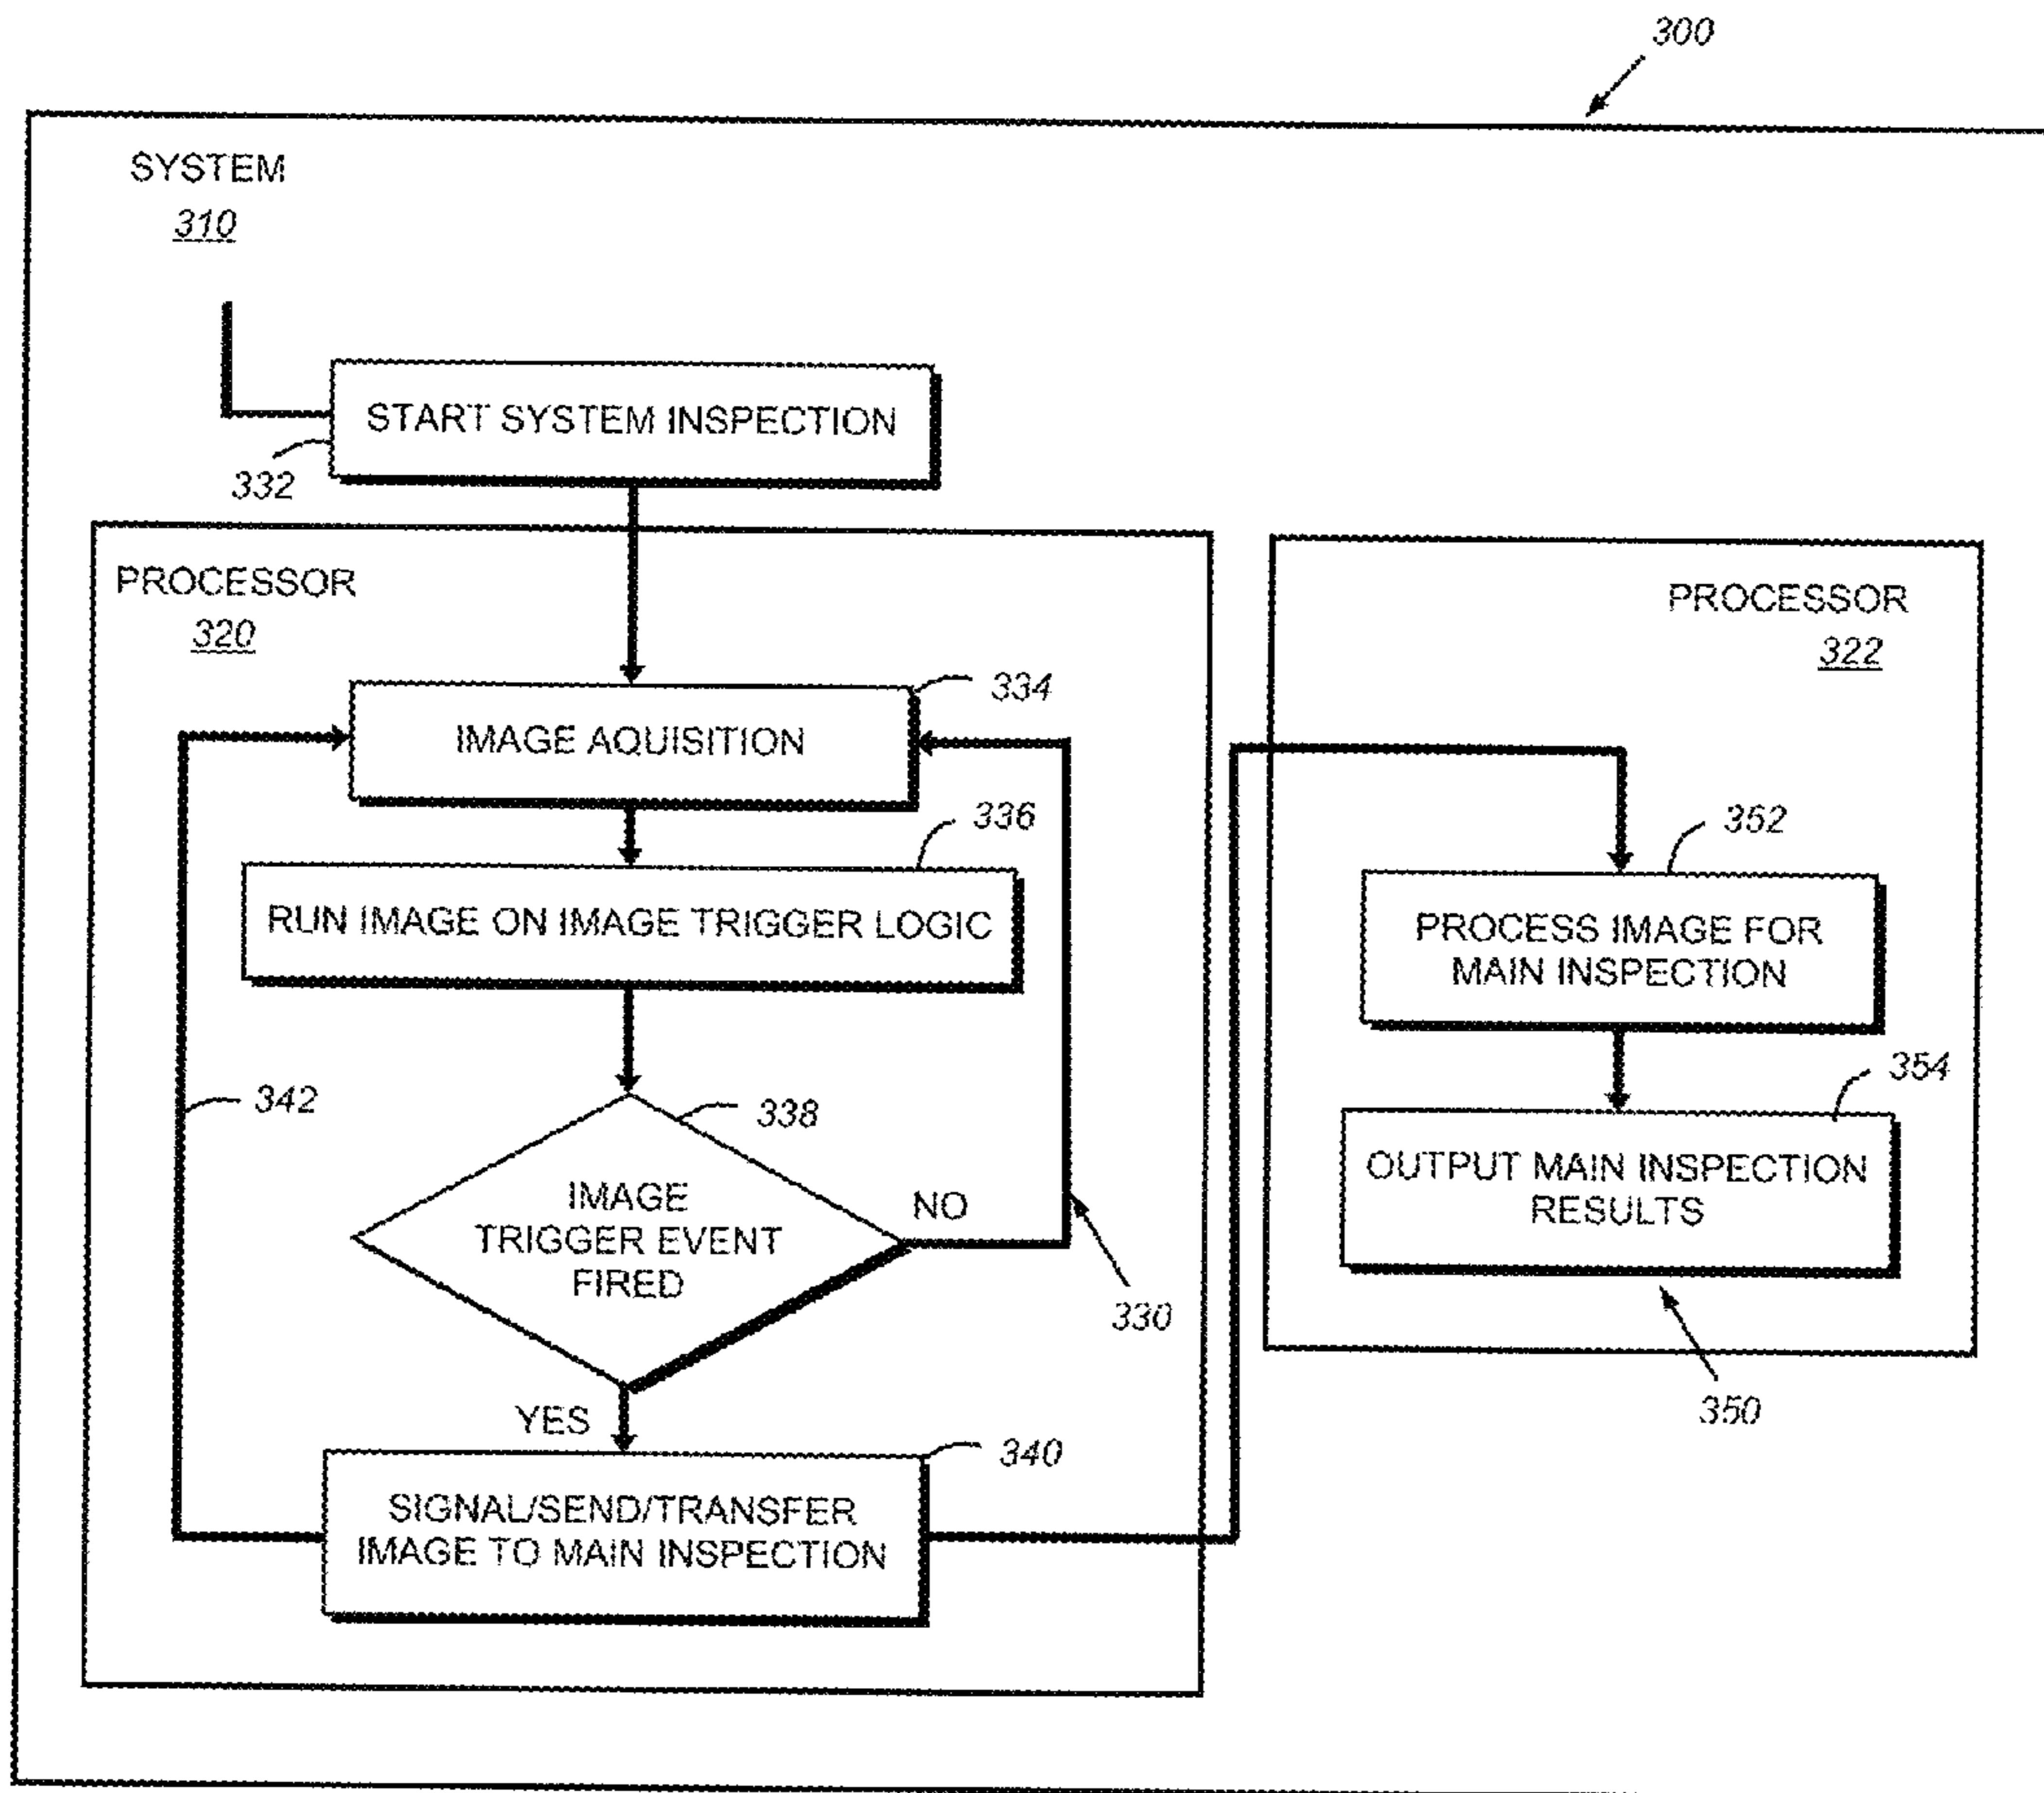 300
SYSTEM
310
START SYSTEM INSPECTION
332
PROCESSOR
320
334
IMAGE AQUISITION
336
RUN IMAGE ON IMAGE TRIGGER LOGIC
342
338
IMAGE
TRIGGER EVENT
FIRED
NO
330
YES
340
SIGNAL/SEND/TRANSFER
IMAGE TO MAIN INSPECTION
PROCESSOR
322
352
PROCESS IMAGE FOR
MAIN INSPECTION
354
OUTPUT MAIN INSPECTION
RESULTS
350